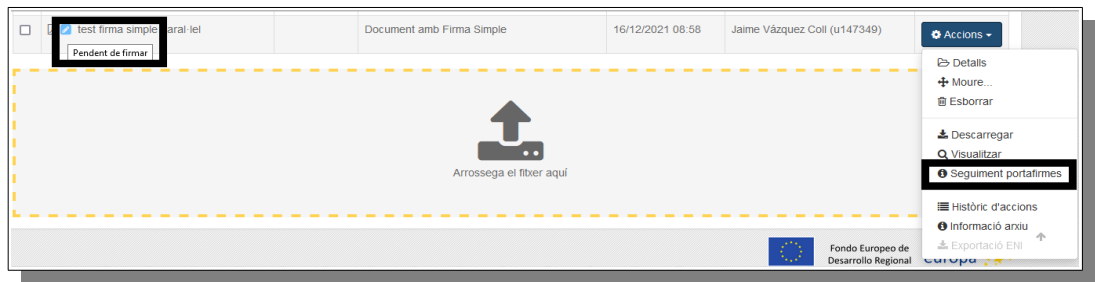 test firma simple paral·lel Document amb Firma Simple 16/12/2021 08:58 Jaime Vázquez Coll (u147349) Accions
Pendent de firmar
Detalls
Moure...
Esborrar
Descarregar
Visualitzar
Seguiment portafirmes
Arrossega el fitxer aquí
Històric d'accions
Informació arxiu
Exportació ENI
Fondo Europeo de
Desarrollo Regional
europa